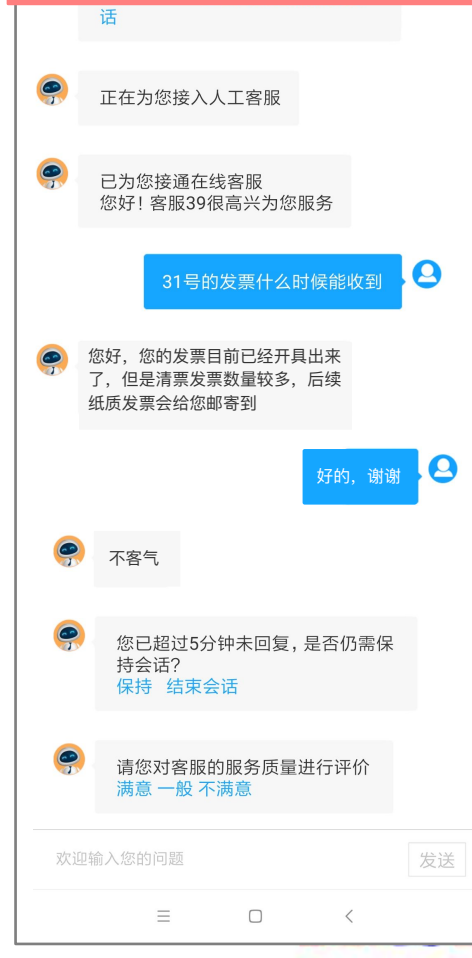 话
正在为您接入人工客服
已为您接通在线客服
您好！客服39很高兴为您服务
31号的发票什么时候能收到
您好，您的发票目前已经开具出来
了，但是清票发票数量较多，后续
纸质发票会给您邮寄到
好的，谢谢
不客气
您已超过5分钟未回复，是否仍需保
持会话？
保持 结束会话
请您对客服的服务质量进行评价
满意 一般 不满意
欢迎输入您的问题
发送